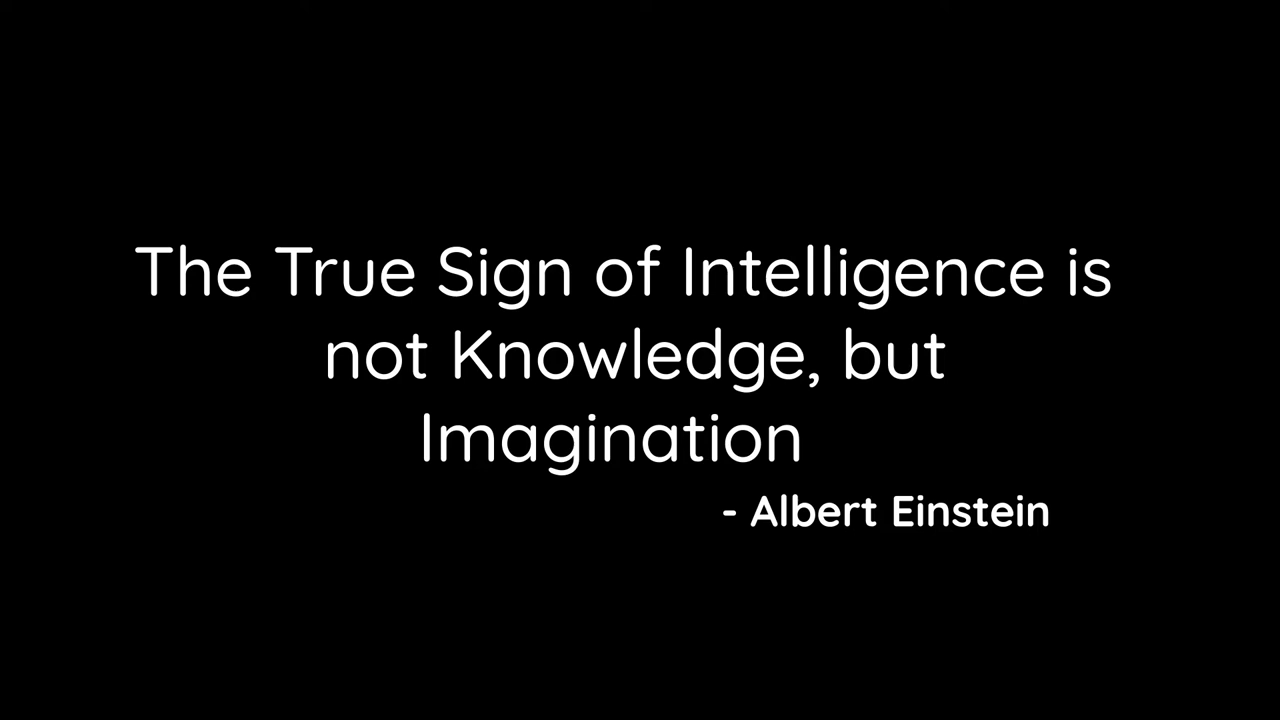 The True Sign of Intelligence is
not Knowledge, but
Imagination
- Albert Einstein